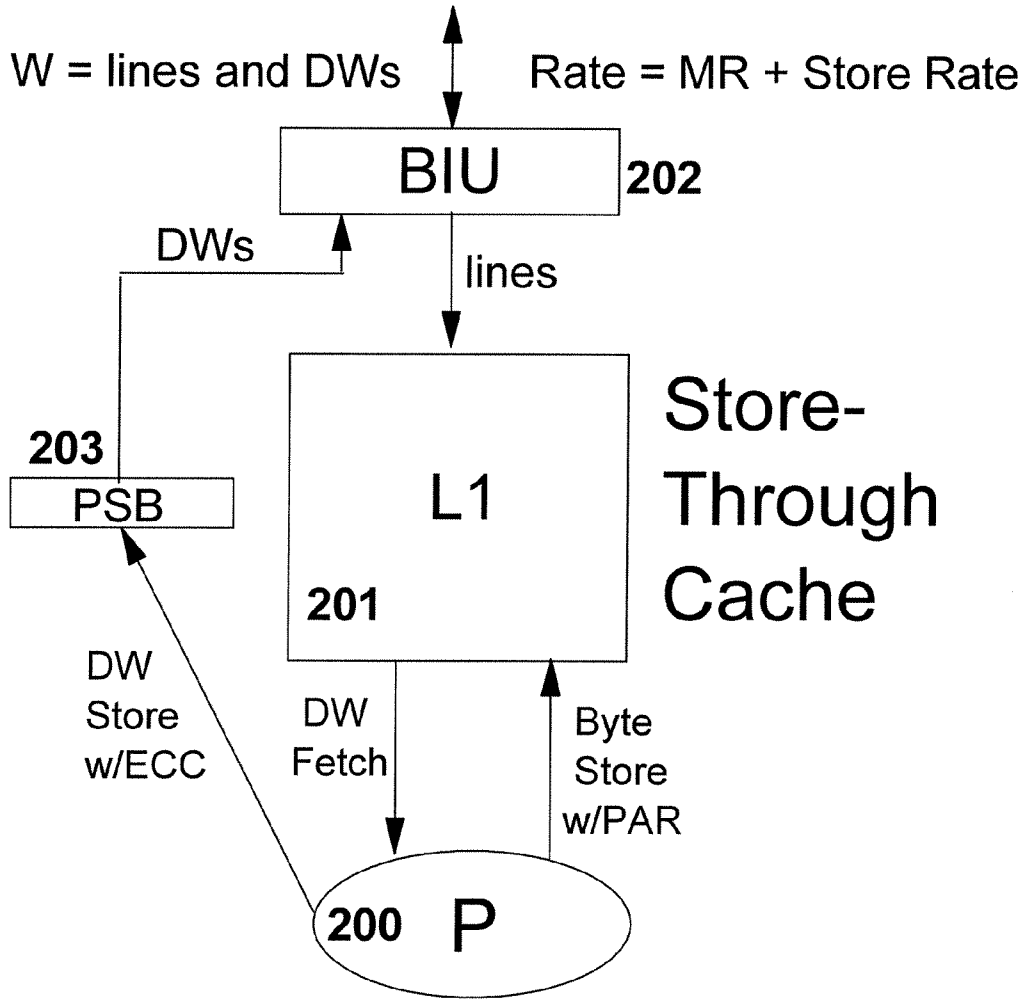 W = lines and DWs
Rate = MR + Store Rate
BIU
202
DWs
lines
203
PSB
L1
201
Store-
Through
Cache
DW
Store
w/ECC
DW
Fetch
Byte
Store
w/PAR
200
P